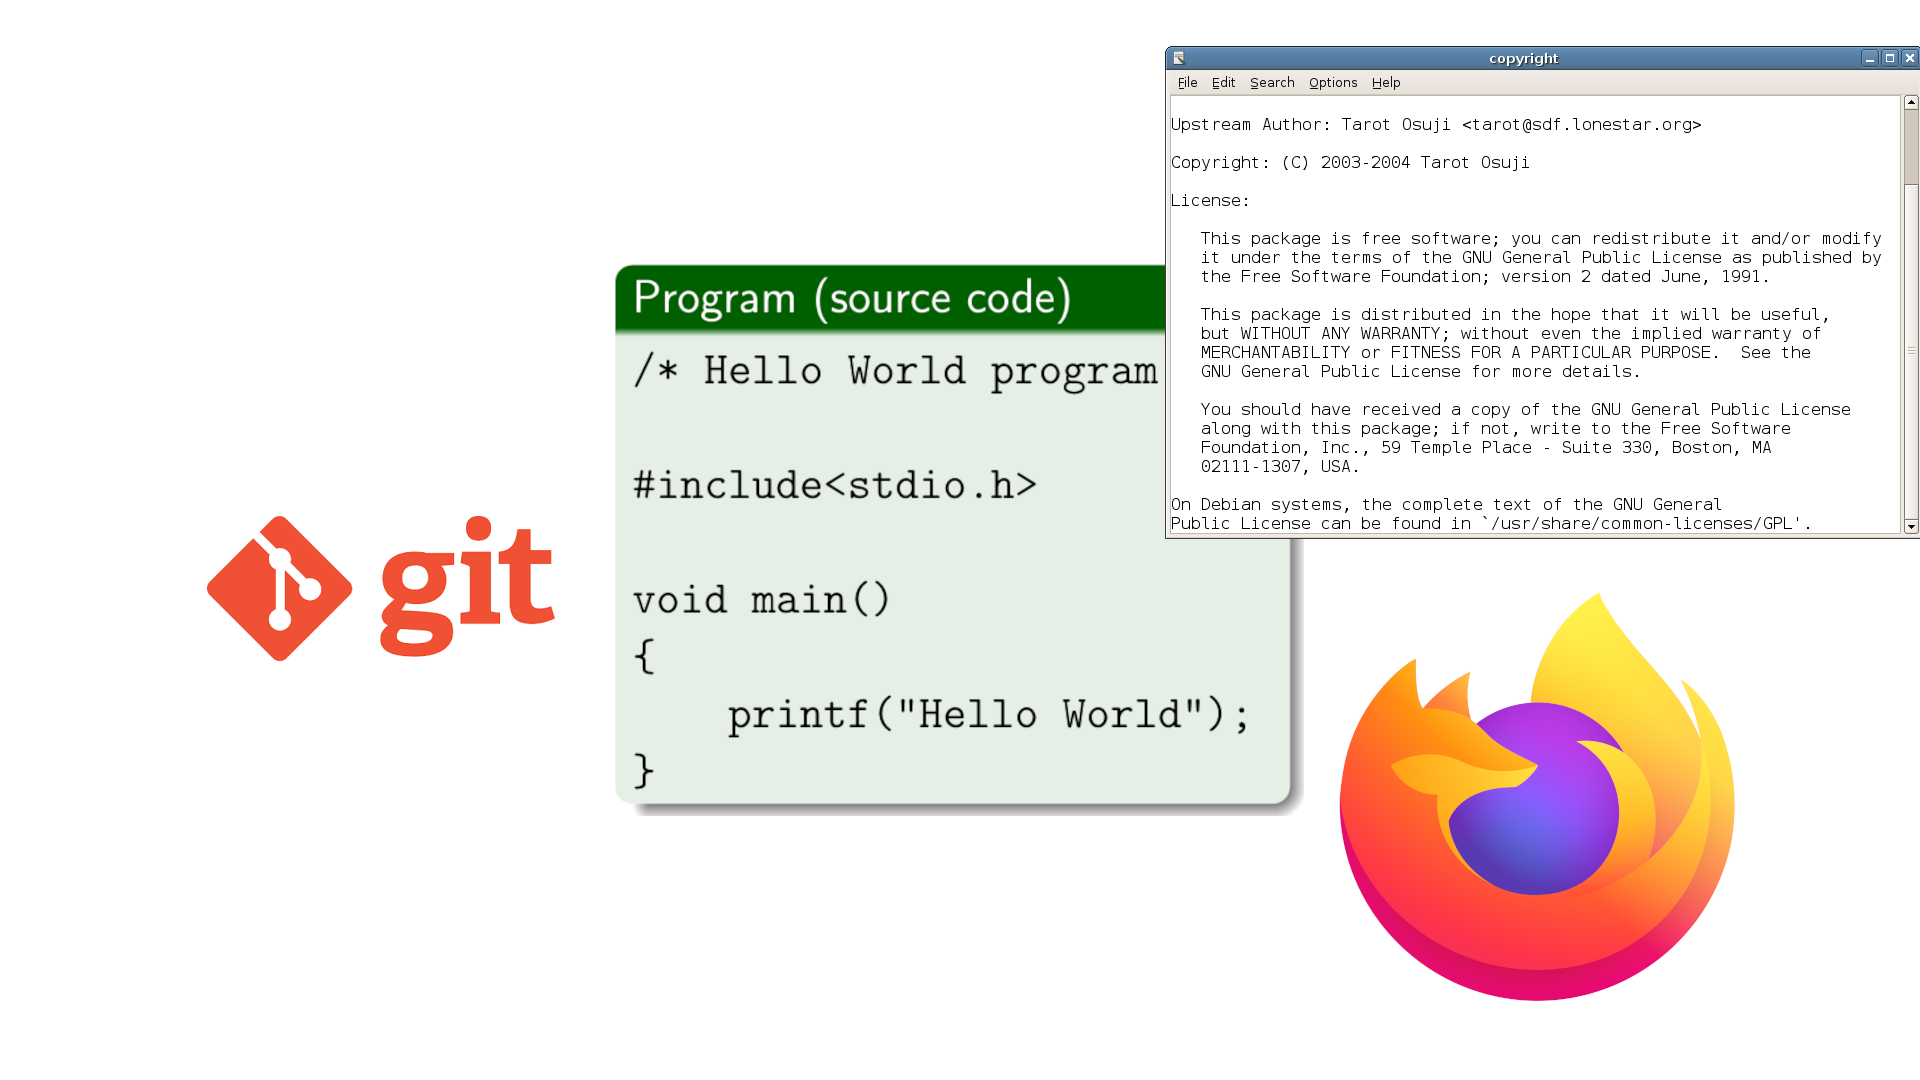 copyright
File Edit Search Options Help
Upstream Author: Tarot Osuji <tarot@sdf.lonestar.org>
Copyright: (C) 2003-2004 Tarot Osuji
License:
This package is free software; you can redistribute it and/or modify
it under the terms of the GNU General Public License as published by
the Free Software Foundation; version 2 dated June, 1991.
This package is distributed in the hope that it will be useful,
but WITHOUT ANY WARRANTY; without even the implied warranty of
MERCHANTABILITY or FITNESS FOR A PARTICULAR PURPOSE.  See the
GNU General Public License for more details.
You should have received a copy of the GNU General Public License
along with this package; if not, write to the Free Software
Foundation, Inc., 59 Temple Place - Suite 330, Boston, MA
02111-1307, USA.
On Debian systems, the complete text of the GNU General
Public License can be found in `/usr/share/common-licenses/GPL'.
Program (source code)
/* Hello World program
#include<stdio.h>
void main()
{
printf("Hello World");
}
git